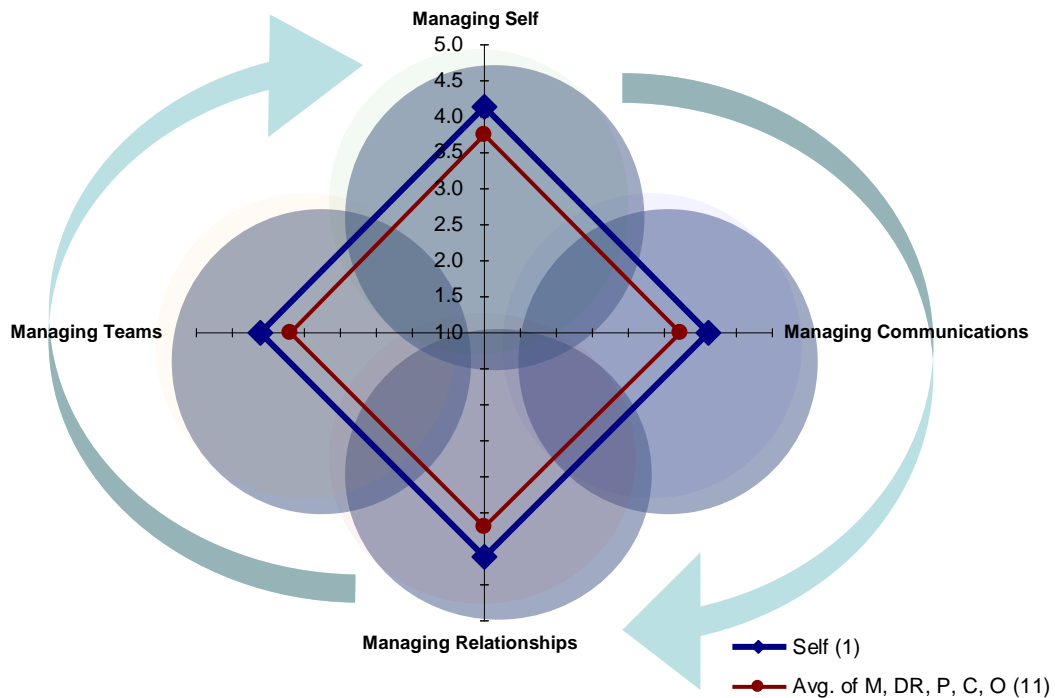 Managing Self
5.0
4.5
4.0
3.5
3.0
2.5
2.0
1.5
Managing Teams
1.0
Managing Communications
Managing Relationships
Self (1)
Avg. of M, DR, P, C, O (11)